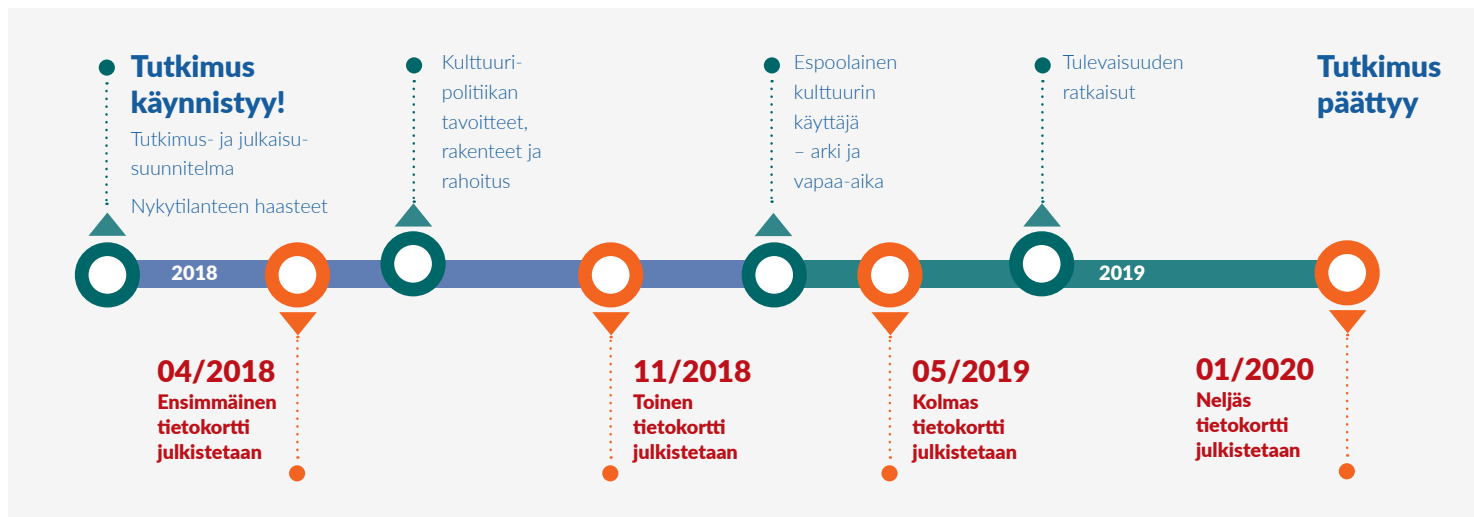 Tutkimus
käynnistyy!
Tutkimus- ja julkaisu-
suunnitelma
Nykytilanteen haasteet
Kulttuuri-
politiikan
tavoitteet,
rakenteet ja
rahoitus
Espoolainen
kulttuurin
käyttäjä
– arki ja
vapaa-aika
Tulevaisuuden
ratkaisut
Tutkimus
päättyy
2018
2019
04/2018
Ensimmäinen
tietokortti
julkistetaan
11/2018
Toinen
tietokortti
julkistetaan
05/2019
Kolmas
tietokortti
julkistetaan
01/2020
Neljäs
tietokortti
julkistetaan